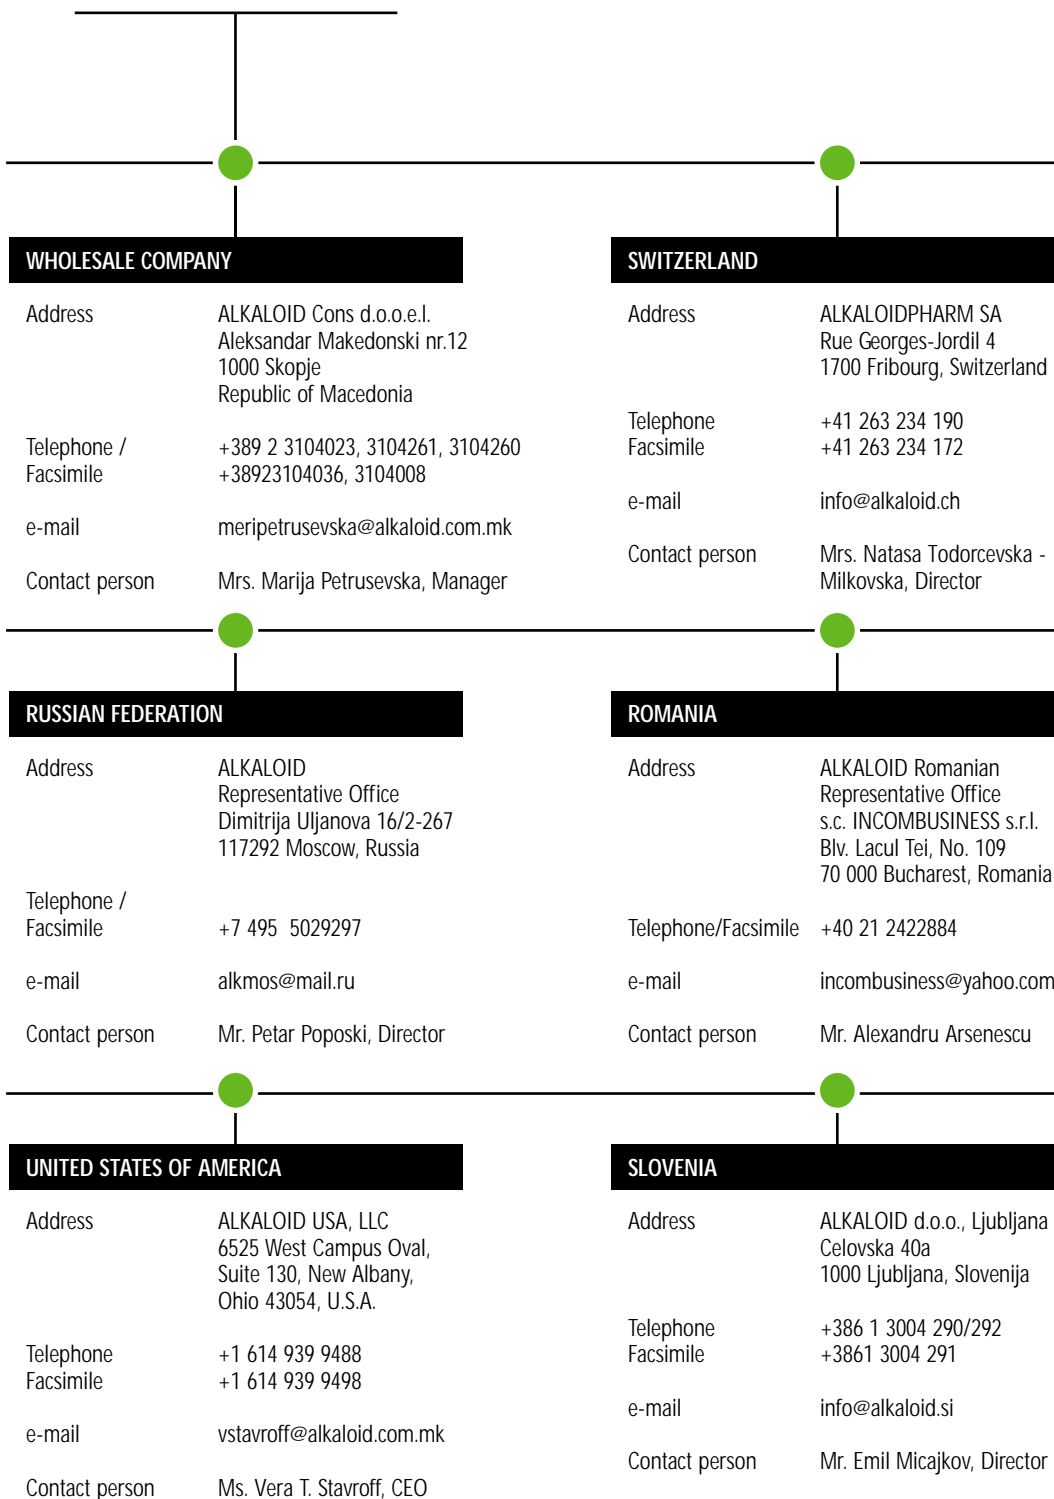 WHOLESALE COMPANY
Address ALKALOID Cons d.o.o.e.l.
Aleksandar Makedonski nr.12
1000 Skopje
Republic of Macedonia
Telephone / +389 2 3104023, 3104261, 3104260
Facsimile +38923104036, 3104008
e-mail meripetrusevska@alkaloid.com.mk
Contact person Mrs. Marija Petrusevska, Manager
SWITZERLAND
Address ALKALOIDPHARM SA
Rue Georges-Jordil 4
1700 Fribourg, Switzerland
Telephone +41 263 234 190
Facsimile +41 263 234 172
e-mail info@alkaloid.ch
Contact person Mrs. Natasa Todorcevska -
Milkovska, Director
RUSSIAN FEDERATION
Address ALKALOID
Representative Office
Dimitrija Uljanova 16/2-267
117292 Moscow, Russia
Telephone /
Facsimile +7 495 5029297
e-mail alkmos@mail.ru
Contact person Mr. Petar Poposki, Director
ROMANIA
Address ALKALOID Romanian
Representative Office
s.c. INCOMBUSINESS s.r.l.
Blv. Lacul Tei, No. 109
70 000 Bucharest, Romania
Telephone/Facsimile +40 21 2422884
e-mail incombusiness@yahoo.com
Contact person Mr. Alexandru Arsenescu
UNITED STATES OF AMERICA
Address ALKALOID USA, LLC
6525 West Campus Oval,
Suite 130, New Albany,
Ohio 43054, U.S.A.
Telephone +1 614 939 9488
Facsimile +1 614 939 9498
e-mail vstavroff@alkaloid.com.mk
Contact person Ms. Vera T. Stavroff, CEO
SLOVENIA
Address ALKALOID d.o.o., Ljubljana
Celovska 40a
1000 Ljubljana, Slovenija
Telephone +386 1 3004 290/292
Facsimile +3861 3004 291
e-mail info@alkaloid.si
Contact person Mr. Emil Micajkov, Director